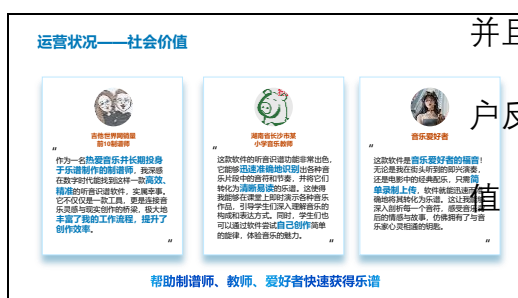 运营状况——社会价值
并且
户反
值
吉他世界网销量
前10制谱师
“
作为一名热爱音乐并长期投身
于乐谱制作的制谱师，我深感
在数字时代能找到这样一款高效、
精准的听音识谱软件，实属幸事。
它不仅仅是一款工具，更是连接音
乐灵感与现实创作的桥梁，极大地
丰富了我的工作流程，提升了
创作效率。
”
湖南省长沙市某
小学音乐教师
“
这款软件的听音识谱功能非常出色，
它能够迅速准确地识别出各种音
乐片段中的音符和节奏，并将它们
转化为清晰易读的乐谱。这使得
我能够在课堂上即时演示各种音乐
作品，引导学生们深入理解音乐的
构成和表达方式。同时，学生们也
可以通过软件尝试自己创作简单
的旋律，体验音乐的魅力。
”
音乐爱好者
“
这款软件是音乐爱好者的福音！
无论是我在街头听到的即兴演奏，
还是电影中的经典配乐，只需简
单录制上传，软件就能迅速
确地将其转化为乐谱。这让我能
深入剖析每一个音符，感受音乐
后的情感与故事，仿佛拥有了与音
乐家心灵相通的钥匙。
”
帮助制谱师、教师、爱好者快速获得乐谱